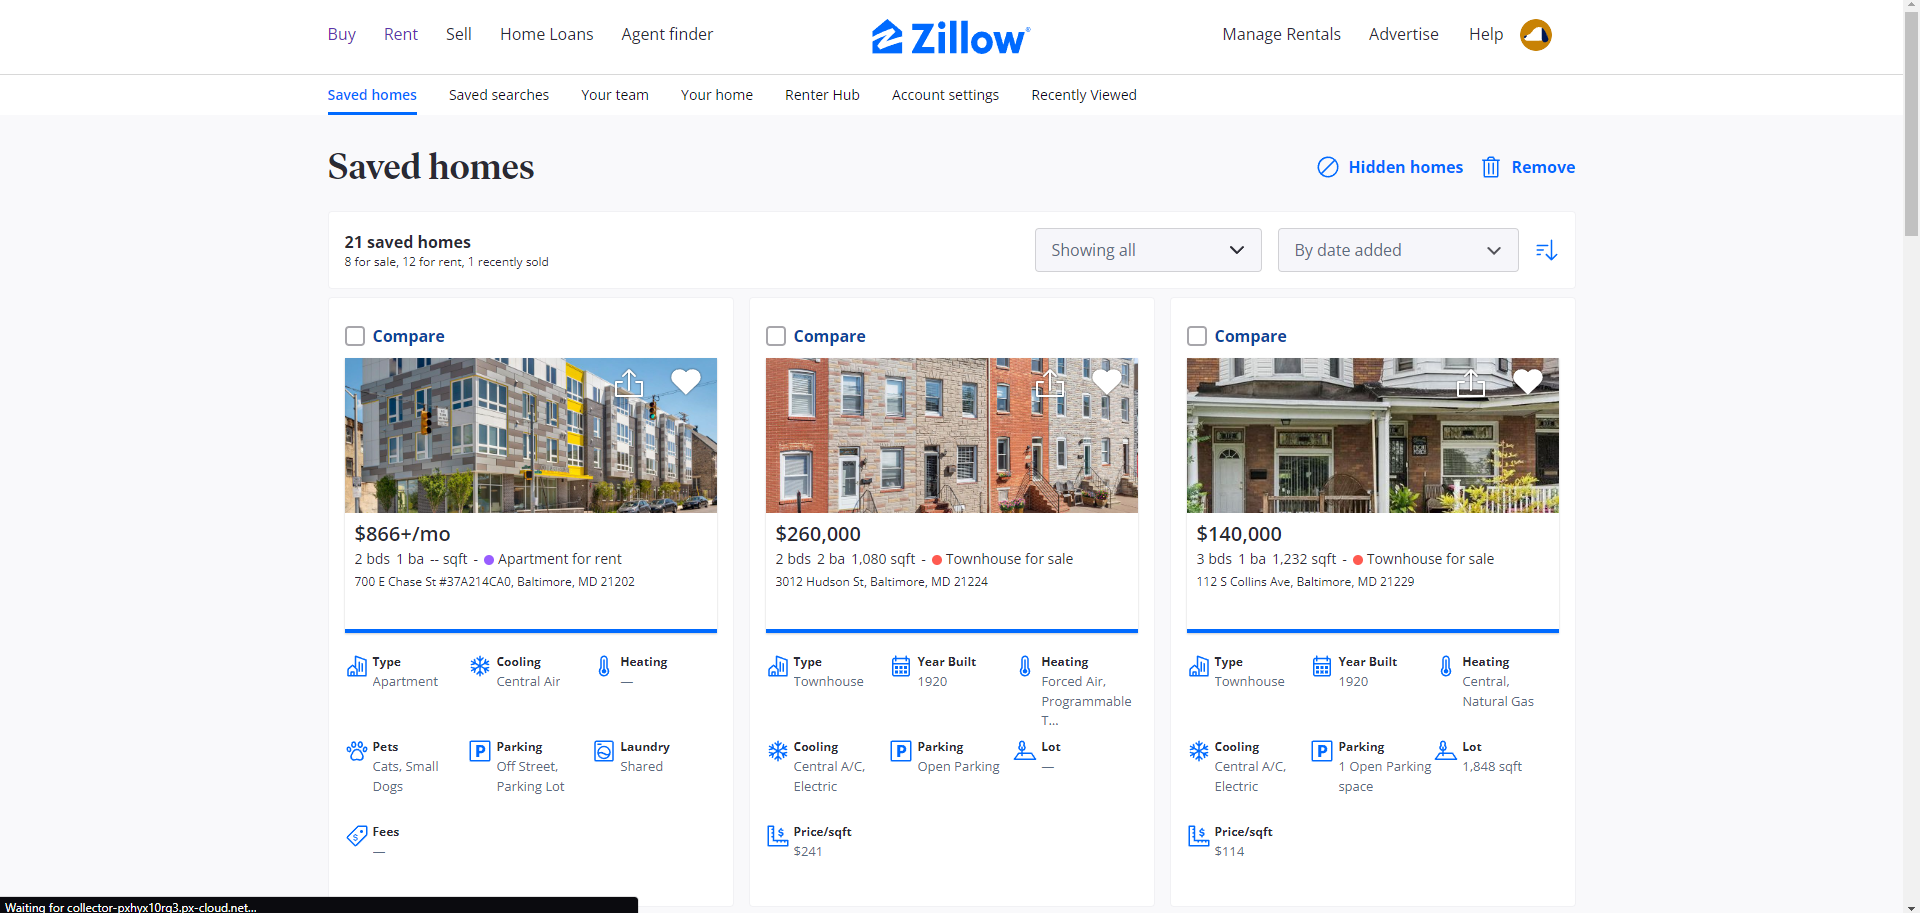 Buy Rent Sell Home Loans Agent finder Zillow Manage Rentals Advertise Help
Saved homes Saved searches Your team Your home Renter Hub Account settings Recently Viewed
Saved homes
Hidden homes Remove
21 saved homes
8 for sale, 12 for rent, 1 recently sold
Showing all
By date added
Compare
$866+/mo
2 bds 1 ba -- sqft - Apartment for rent
700 E Chase St #37A214CA0, Baltimore, MD 21202
Type
Apartment
Cooling
Central Air
Heating
—
Pets
Cats, Small
Dogs
Parking
Off Street,
Parking Lot
Laundry
Shared
Fees
—
Compare
$260,000
2 bds 2 ba 1,080 sqft - Townhouse for sale
3012 Hudson St, Baltimore, MD 21224
Type
Townhouse
Year Built
1920
Heating
Forced Air,
Programmable
T...
Cooling
Central A/C,
Electric
Parking
Open Parking
Lot
—
Price/sqft
$241
Compare
$140,000
3 bds 1 ba 1,232 sqft - Townhouse for sale
112 S Collins Ave, Baltimore, MD 21229
Type
Townhouse
Year Built
1920
Heating
Central,
Natural Gas
Cooling
Central A/C,
Electric
Parking
1 Open Parking
space
Lot
1,848 sqft
Price/sqft
$114
Waiting for collector-pxhyx10rg3.px-cloud.net...